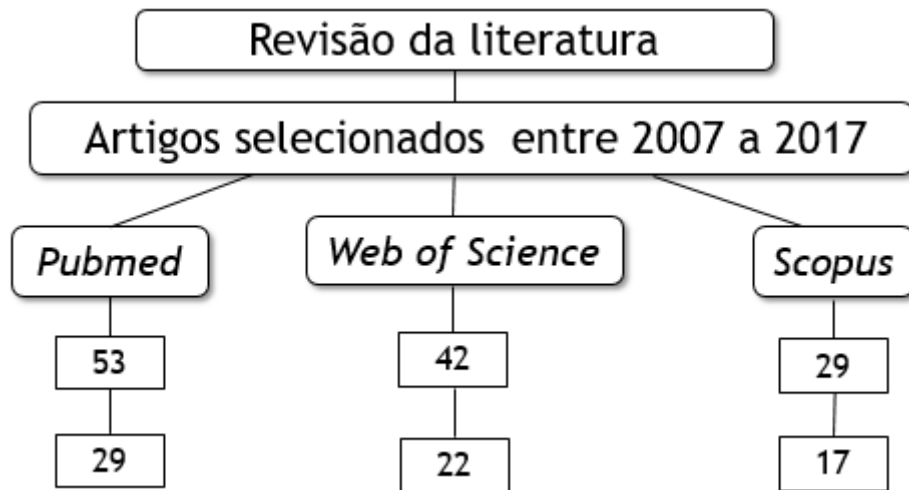 Revisão da literatura
Artigos selecionados entre 2007 a 2017
Pubmed
Web of Science
Scopus
53
42
29
29
22
17